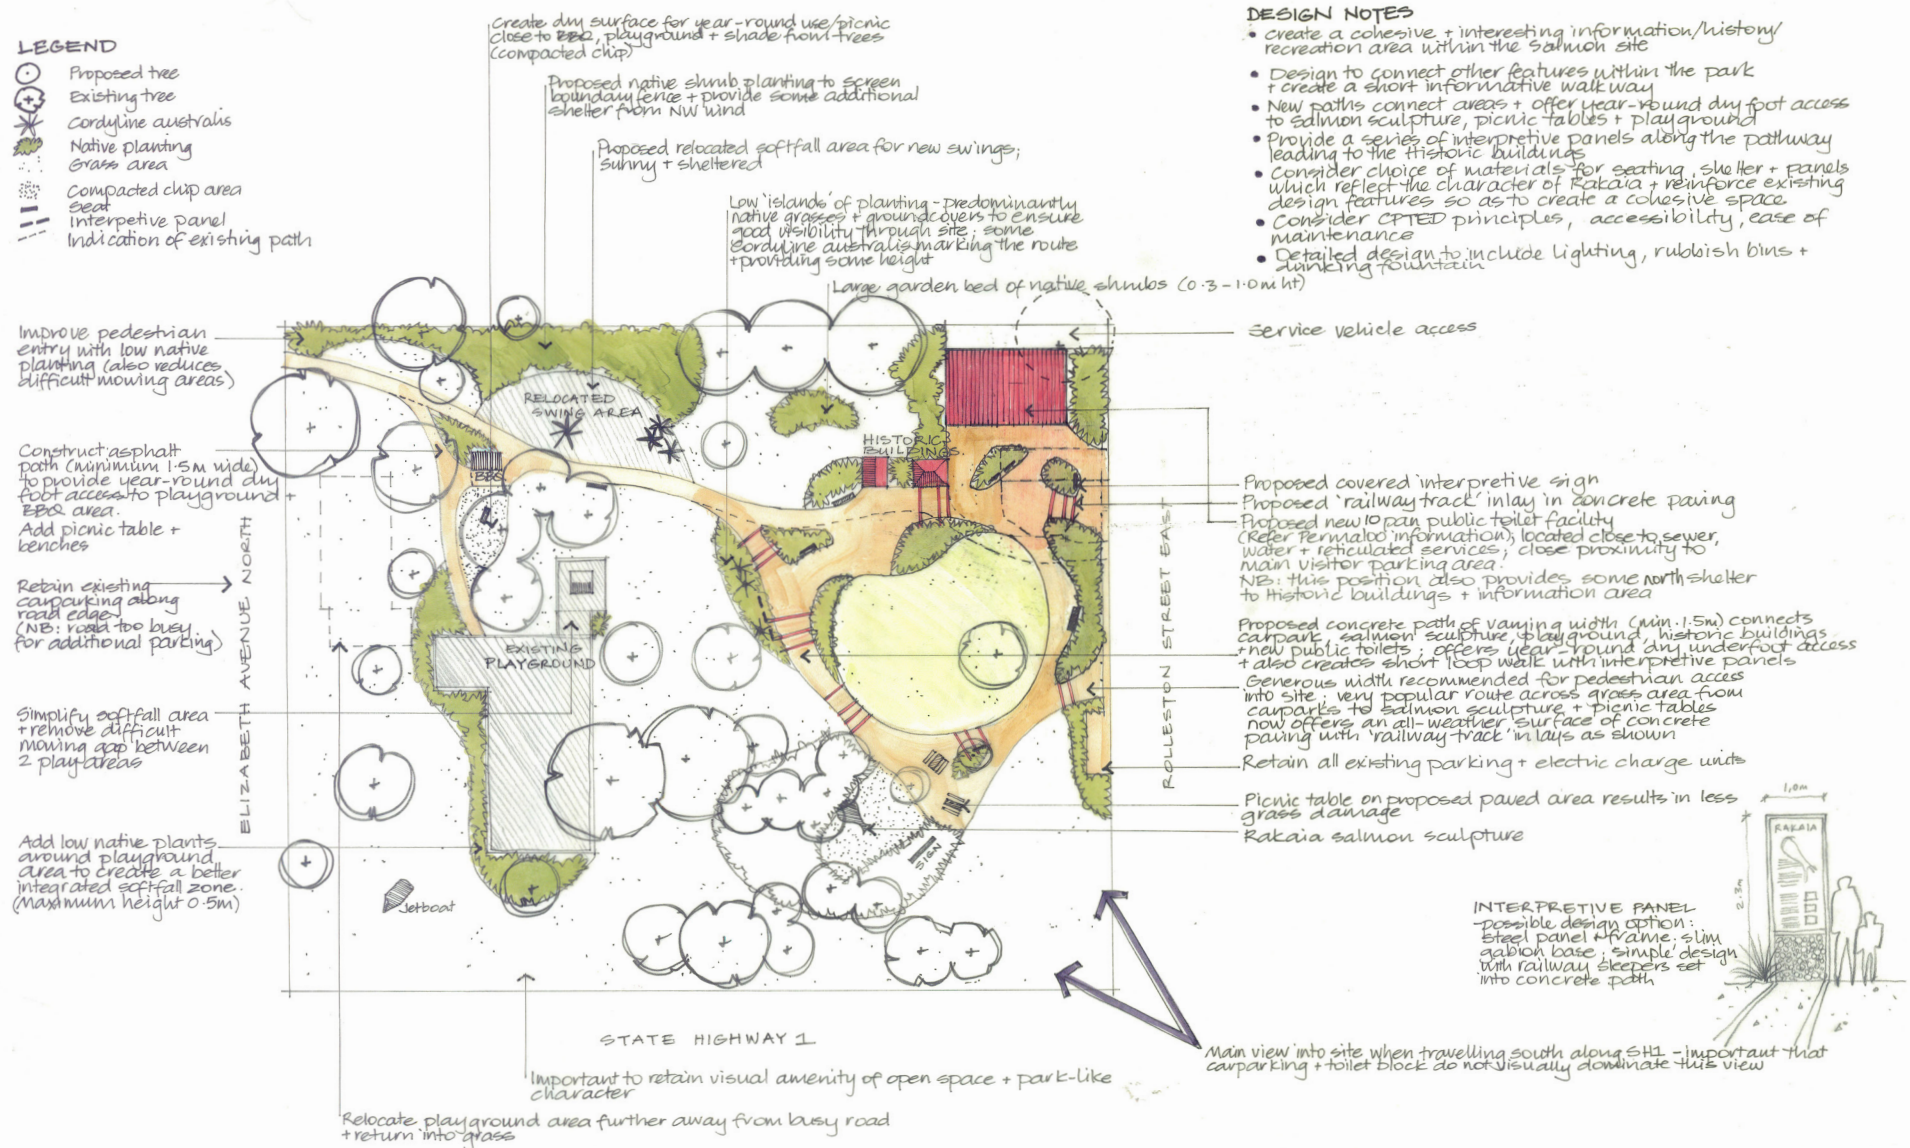 LEGEND
Proposed tree
Existing tree
Cordyline australis
Native planting
Grass area
Compacted chip area
Seat
Interpetive panel
Indication of existing path
Create dry surface for year-round use/picnic
close to BBQ, playground + shade from trees
(compacted chip)
Proposed native shrub planting to screen
boundary fence + provide some additional
shelter from NW wind
Proposed relocated softfall area for new swings;
sunny + sheltered
Low 'islands' of planting - predominantly
native grasses + groundcovers to ensure
good visibility through site; some
cordyline australis marking the route
+ providing some height
Large garden bed of native shrubs (0.3 - 1.0m ht)
DESIGN NOTES
• Create a cohesive + interesting information/history/
recreation area within the salmon site
• Design to connect other features within the park
+ create a short informative walkway
• New paths connect areas + offer year-round dry foot access
to salmon sculpture, picnic tables + playground
• Provide a series of interpretive panels along the pathway
leading to the Historic buildings
• Consider choice of materials for seating, shelter + panels
which reflect the character of Rakaia + reinforce existing
design features so as to create a cohesive space
• Consider CPTED principles, accessibility, ease of
maintenance
• Detailed design to include lighting, rubbish bins +
drinking fountain
Improve pedestrian
entry with low native
planting (also reduces
difficult mowing areas)
Construct asphalt
path (minimum 1.5m wide)
to provide year-round dry
foot access to playground +
BBQ area.
Add picnic table +
benches
Retain existing
carparking along
road edge.
(NB: road too busy
for additional parking)
Simplify softfall area
+ remove difficult
mowing gap between
2 play areas
Add low native plants
around playground
area to create a better
integrated softfall zone.
(maximum height 0.5m)
ELIZABETH AVENUE NORTH
RELOCATED
SWING AREA
BBQ
HISTORIC
BUILDINGS.
EXISTING
PLAYGROUND
SIGN
Jetboat
ROLLESTON STREET EAST
STATE HIGHWAY 1
Service vehicle access
Proposed covered interpretive sign
Proposed 'railway track' inlay in concrete paving
Proposed new 10 pan public toilet facility
(Refer Permaloo information); located close to sewer,
water + reticulated services; close proximity to
main visitor parking area.
NB: this position also provides some north shelter
to Historic buildings + information area
Proposed concrete path of varying width (min. 1.5m) connects
carpark, salmon sculpture, playground, historic buildings
+ new public toilets; offers year-round dry underfoot access
+ also creates short loop walk with interpretive panels
Generous width recommended for pedestrian access
into site; very popular route across grass area from
carparks to salmon sculpture + picnic tables
now offers an all-weather surface of concrete
paving with 'railway track' in lays as shown
Retain all existing parking + electric charge units
Picnic table on proposed paved area results in less
grass damage
Rakaia salmon sculpture
1.0m
2.3m
RAKAIA
INTERPRETIVE PANEL
- possible design option:
steel panel + frame, slim
gabion base; simple design
with railway sleepers set
into concrete path
Main view into site when travelling south along SH1 - important that
carparking + toilet block do not visually dominate this view
Important to retain visual amenity of open space + park-like
character
Relocate playground area further away from busy road
+ return into grass